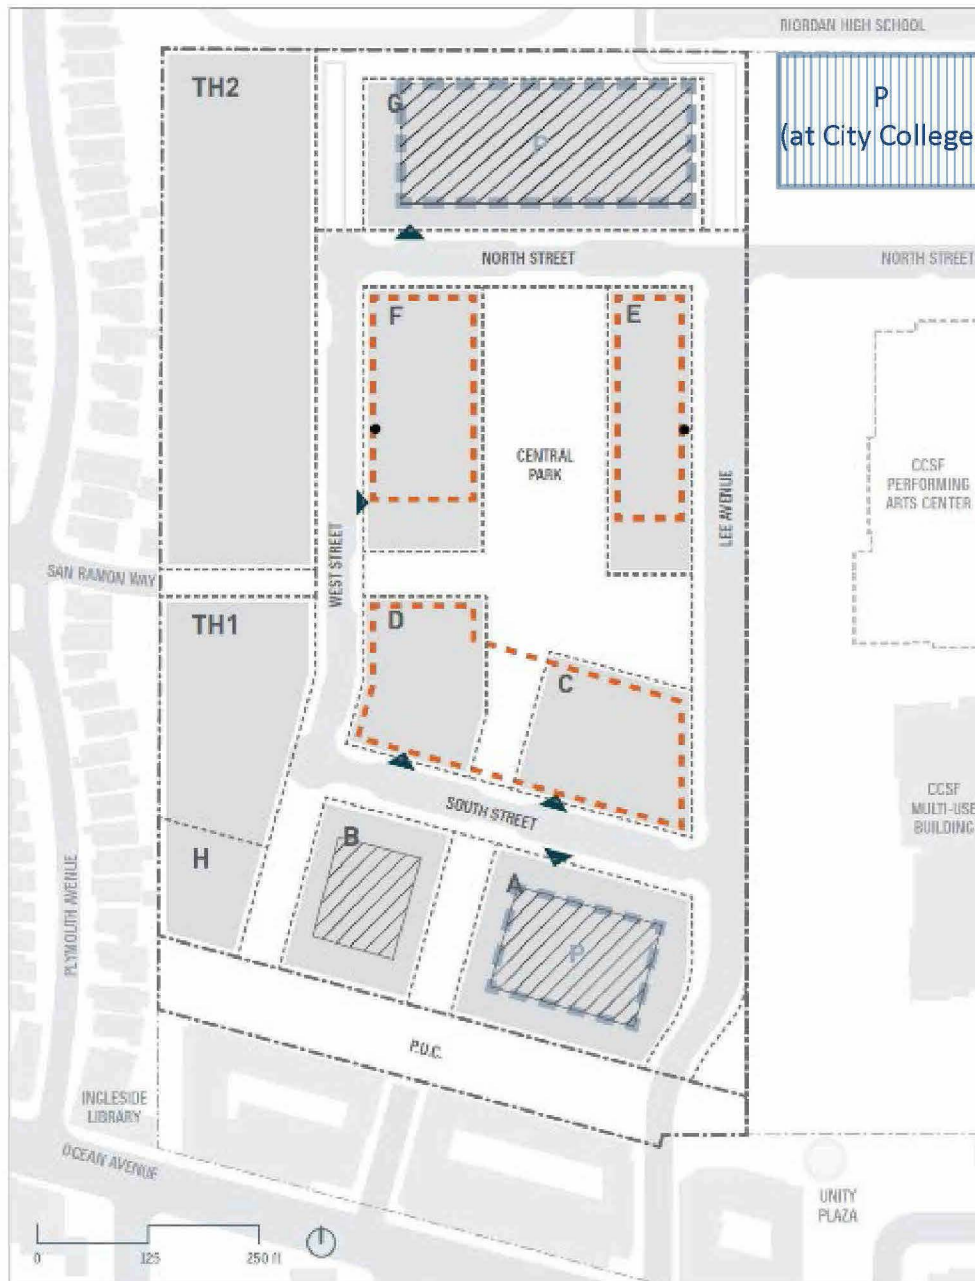 RIORDAN HIGH SCHOOL
TH2
G
P
P
(at City College
NORTH STREET
NORTH STREET
F
E
CENTRAL
PARK
CCSF
PERFORMING
ARTS CENTER
LEE AVENUE
WEST STREET
SAN RAMON WAY
TH1
D
C
CCSF
MULTI-USE
BUILDING
SOUTH STREET
B
H
A
P
PLYMOUTH AVENUE
P.U.C.
INGLESIDE
LIBRARY
OCEAN AVENUE
UNITY
PLAZA
0
125
250 ft